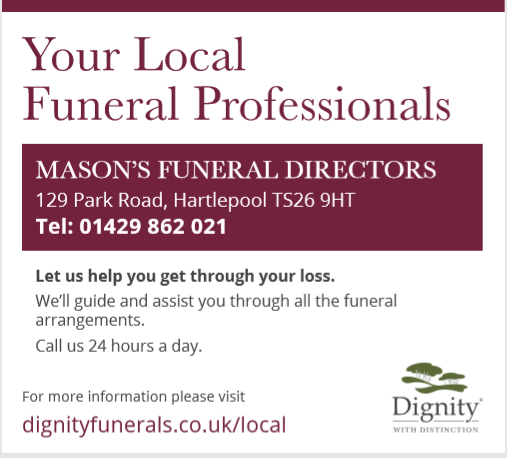 Your Local
Funeral Professionals
MASON'S FUNERAL DIRECTORS
129 Park Road, Hartlepool TS26 9HT
Tel: 01429 862 021
Let us help you get through your loss.
We'll guide and assist you through all the funeral
arrangements.
Call us 24 hours a day.
For more information please visit
dignityfunerals.co.uk/local
Dignity®
WITH DISTINCTION